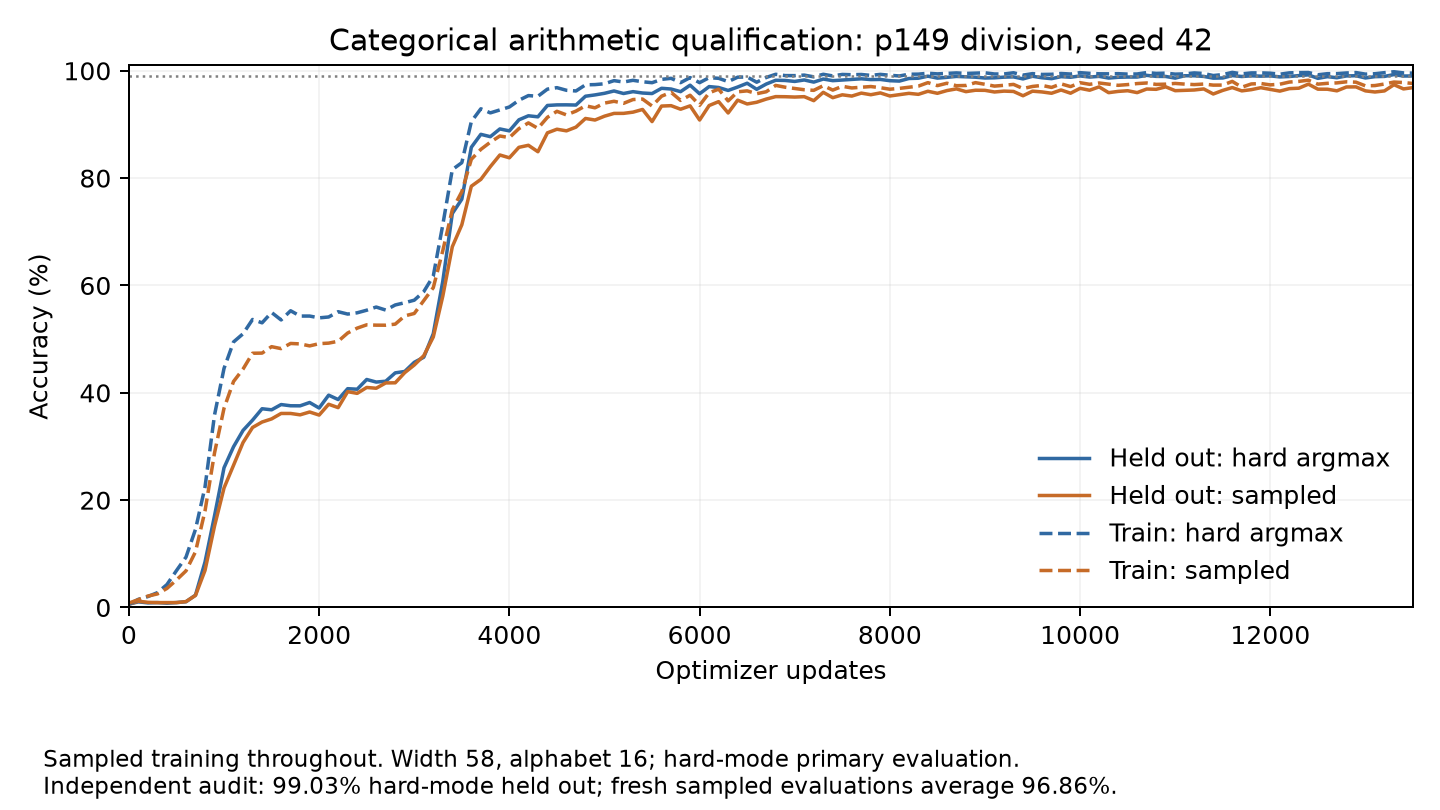 Categorical arithmetic qualification: p149 division, seed 42
100
80
60
40
20
0
Accuracy (%)
0 2000 4000 6000 8000 10000 12000
Optimizer updates
Held out: hard argmax
Held out: sampled
Train: hard argmax
Train: sampled
Sampled training throughout. Width 58, alphabet 16; hard-mode primary evaluation.
Independent audit: 99.03% hard-mode held out; fresh sampled evaluations average 96.86%.